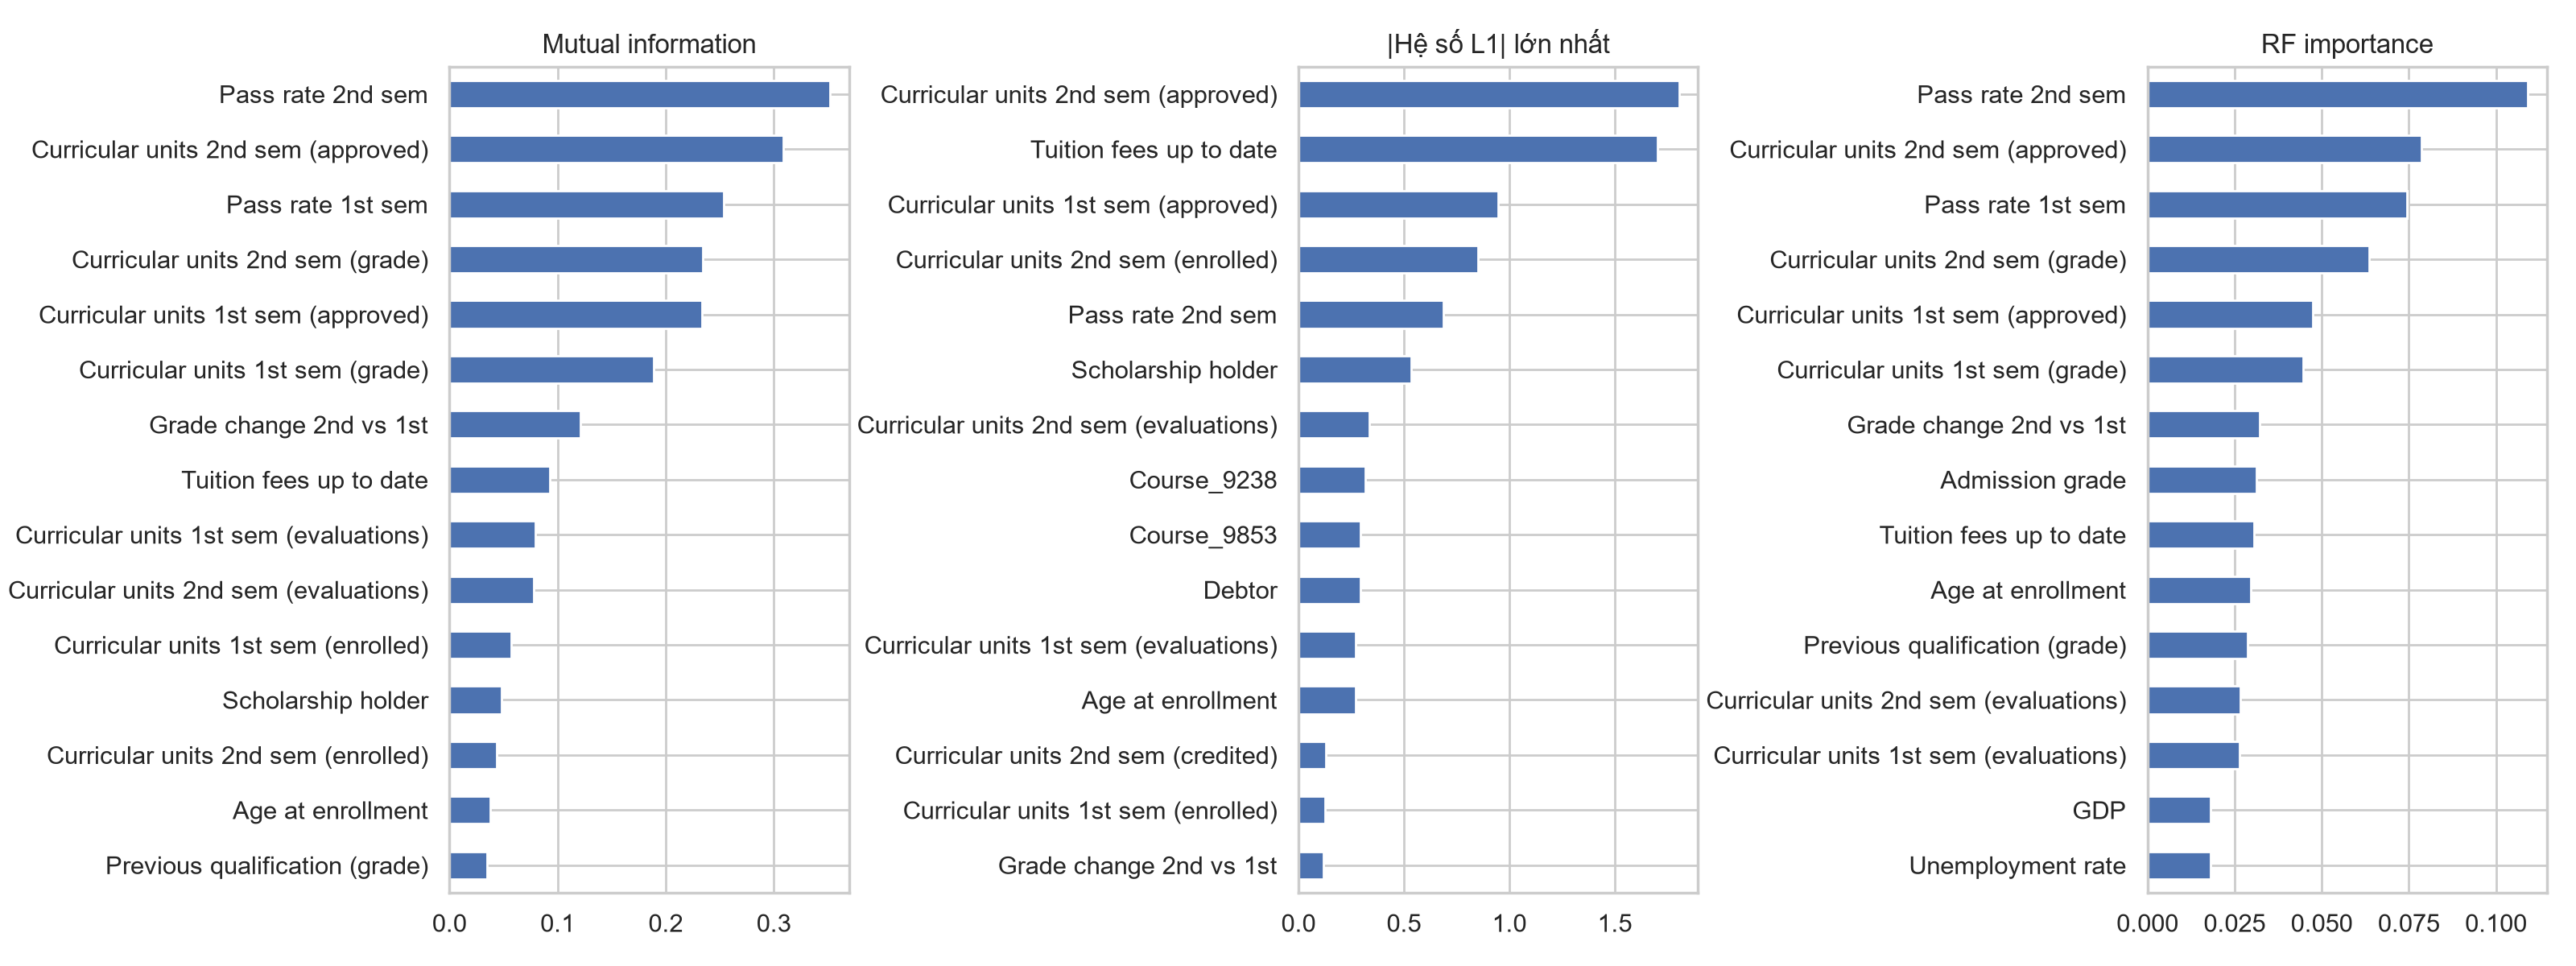 Mutual information
Pass rate 2nd sem
Curricular units 2nd sem (approved)
Pass rate 1st sem
Curricular units 2nd sem (grade)
Curricular units 1st sem (approved)
Curricular units 1st sem (grade)
Grade change 2nd vs 1st
Tuition fees up to date
Curricular units 1st sem (evaluations)
Curricular units 2nd sem (evaluations)
Curricular units 1st sem (enrolled)
Scholarship holder
Curricular units 2nd sem (enrolled)
Age at enrollment
Previous qualification (grade)
0.0 0.1 0.2 0.3
|Hệ số L1| lớn nhất
Curricular units 2nd sem (approved)
Tuition fees up to date
Curricular units 1st sem (approved)
Curricular units 2nd sem (enrolled)
Pass rate 2nd sem
Scholarship holder
Curricular units 2nd sem (evaluations)
Course_9238
Course_9853
Debtor
Curricular units 1st sem (evaluations)
Age at enrollment
Curricular units 2nd sem (credited)
Curricular units 1st sem (enrolled)
Grade change 2nd vs 1st
0.0 0.5 1.0 1.5
RF importance
Pass rate 2nd sem
Curricular units 2nd sem (approved)
Pass rate 1st sem
Curricular units 2nd sem (grade)
Curricular units 1st sem (approved)
Curricular units 1st sem (grade)
Grade change 2nd vs 1st
Admission grade
Tuition fees up to date
Age at enrollment
Previous qualification (grade)
Curricular units 2nd sem (evaluations)
Curricular units 1st sem (evaluations)
GDP
Unemployment rate
0.000 0.025 0.050 0.075 0.100